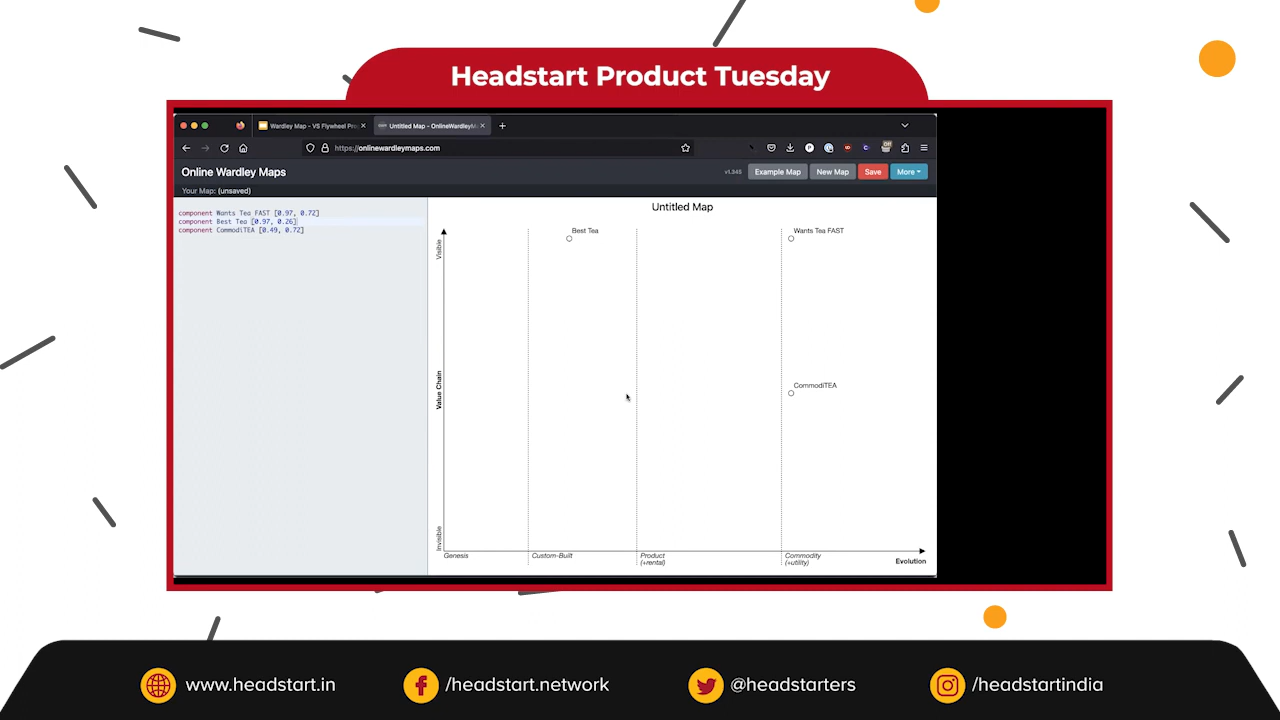 Headstart Product Tuesday
Wardley Map - VS Flywheel Pre
Untitled Map - OnlineWardleyM
https://onlinewardleymaps.com
Online Wardley Maps
v1.345
Example Map
New Map
Save
More
Your Map: (unsaved)
component Wants Tea FAST [0.97, 0.72]
component Best Tea [0.97, 0.26]
component CommodiTEA [0.49, 0.72]
Untitled Map
Best Tea
Wants Tea FAST
CommodiTEA
Visible
Value Chain
Invisible
Genesis
Custom-Built
Product
(+rental)
Commodity
(+utility)
Evolution
www.headstart.in
/headstart.network
@headstarters
/headstartindia